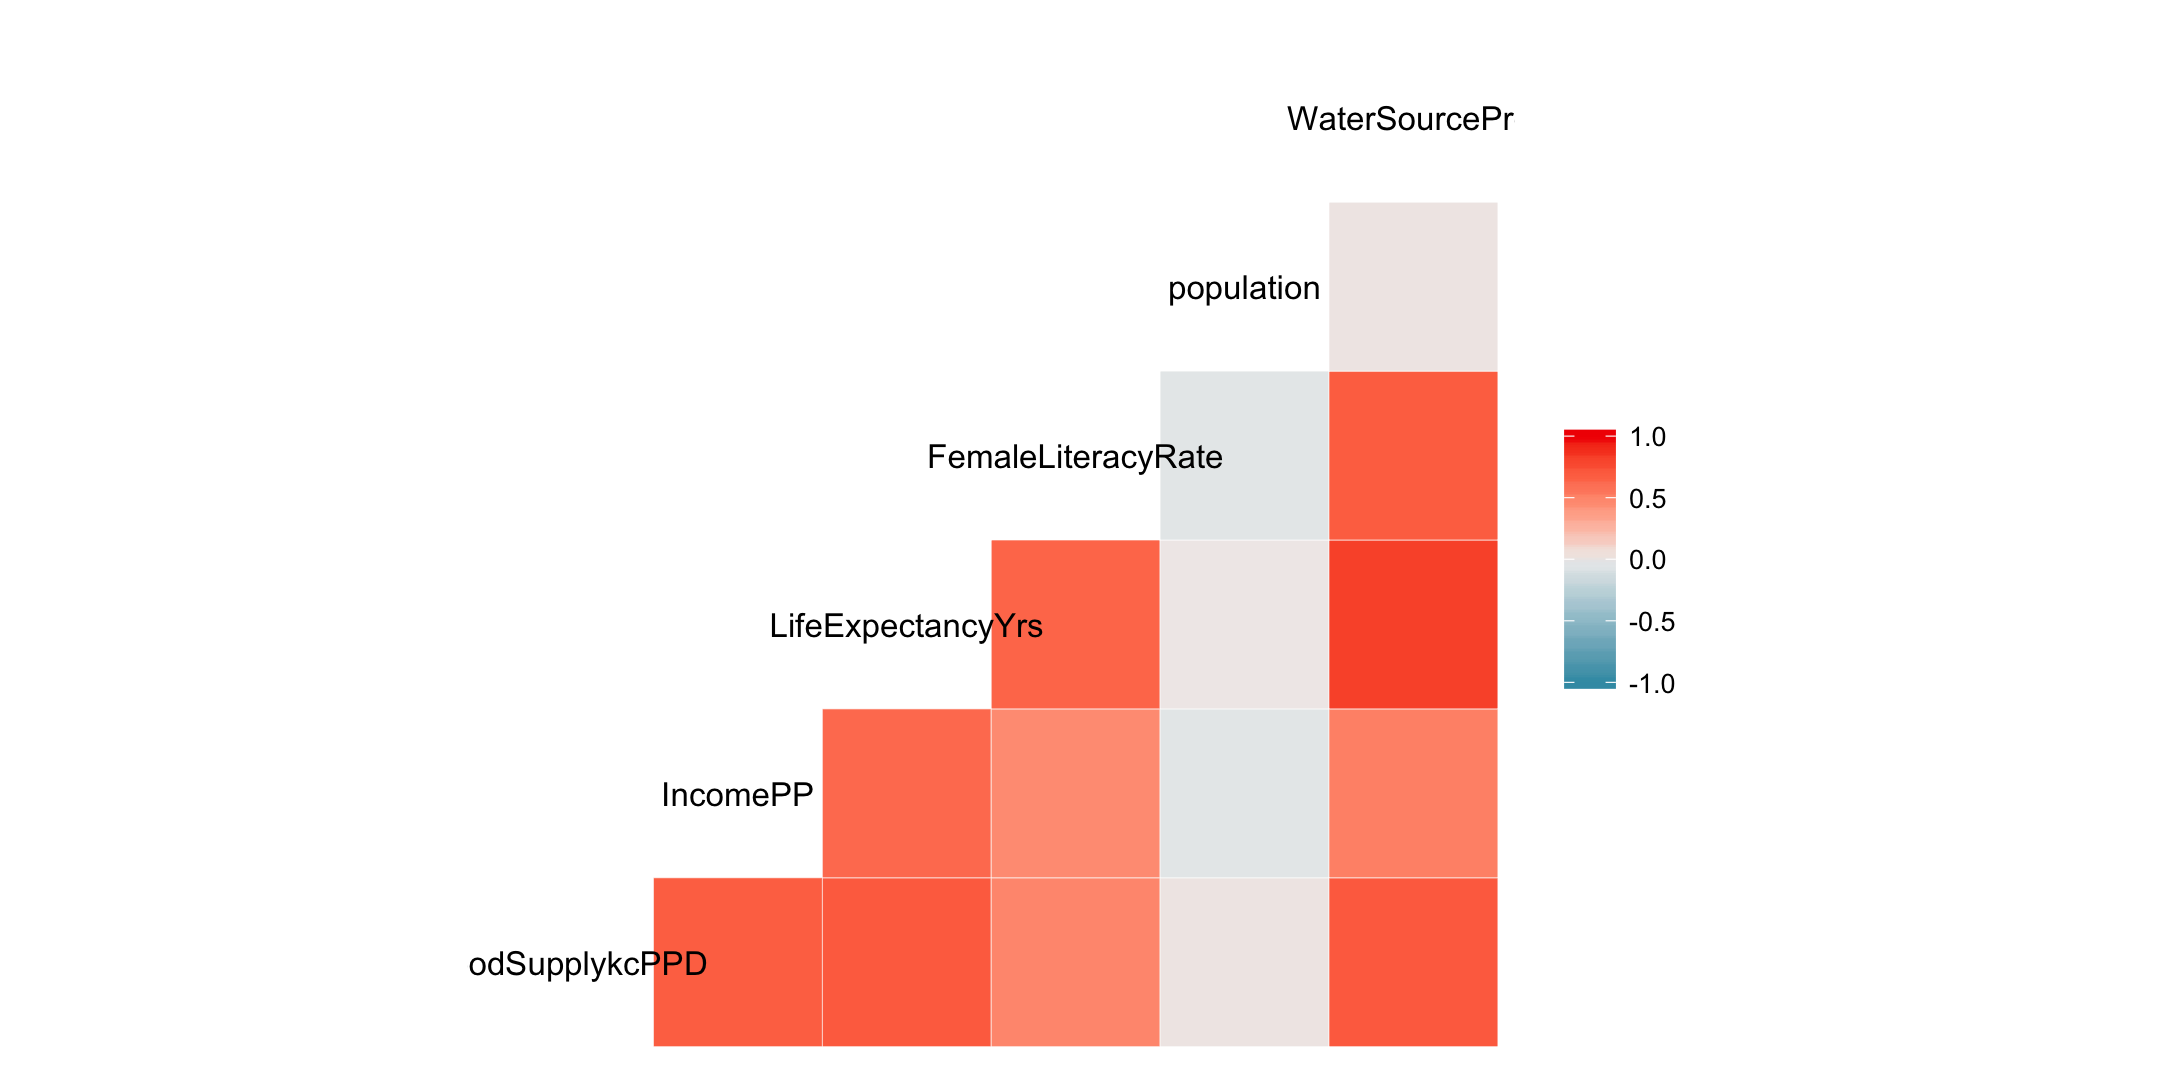 WaterSourcePr
population
FemaleLiteracyRate
LifeExpectancyYrs
IncomePP
odSupplykcPPD
1.0
0.5
0.0
-0.5
-1.0